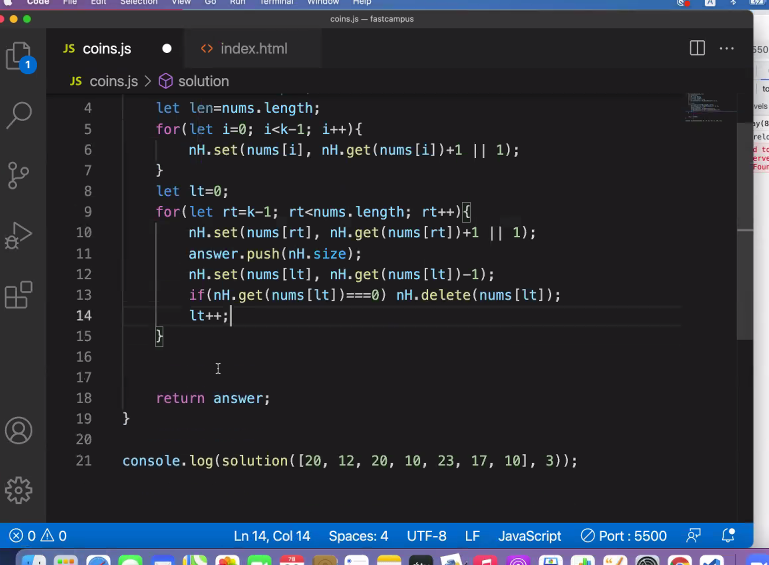 Code File Edit Selection View Go Run Terminal Window Help
coins.js — fastcampus
JS coins.js
<> index.html
JS coins.js > solution
4 let len=nums.length;
5 for(let i=0; i<k-1; i++){
6 nH.set(nums[i], nH.get(nums[i])+1 || 1);
7 }
8 let lt=0;
9 for(let rt=k-1; rt<nums.length; rt++){
10 nH.set(nums[rt], nH.get(nums[rt])+1 || 1);
11 answer.push(nH.size);
12 nH.set(nums[lt], nH.get(nums[lt])-1);
13 if(nH.get(nums[lt])===0) nH.delete(nums[lt]);
14 lt++;
15 }
16
17
18 return answer;
19 }
20
21 console.log(solution([20, 12, 20, 10, 23, 17, 10], 3));
1
0 0 Ln 14, Col 14 Spaces: 4 UTF-8 LF JavaScript Port : 5500